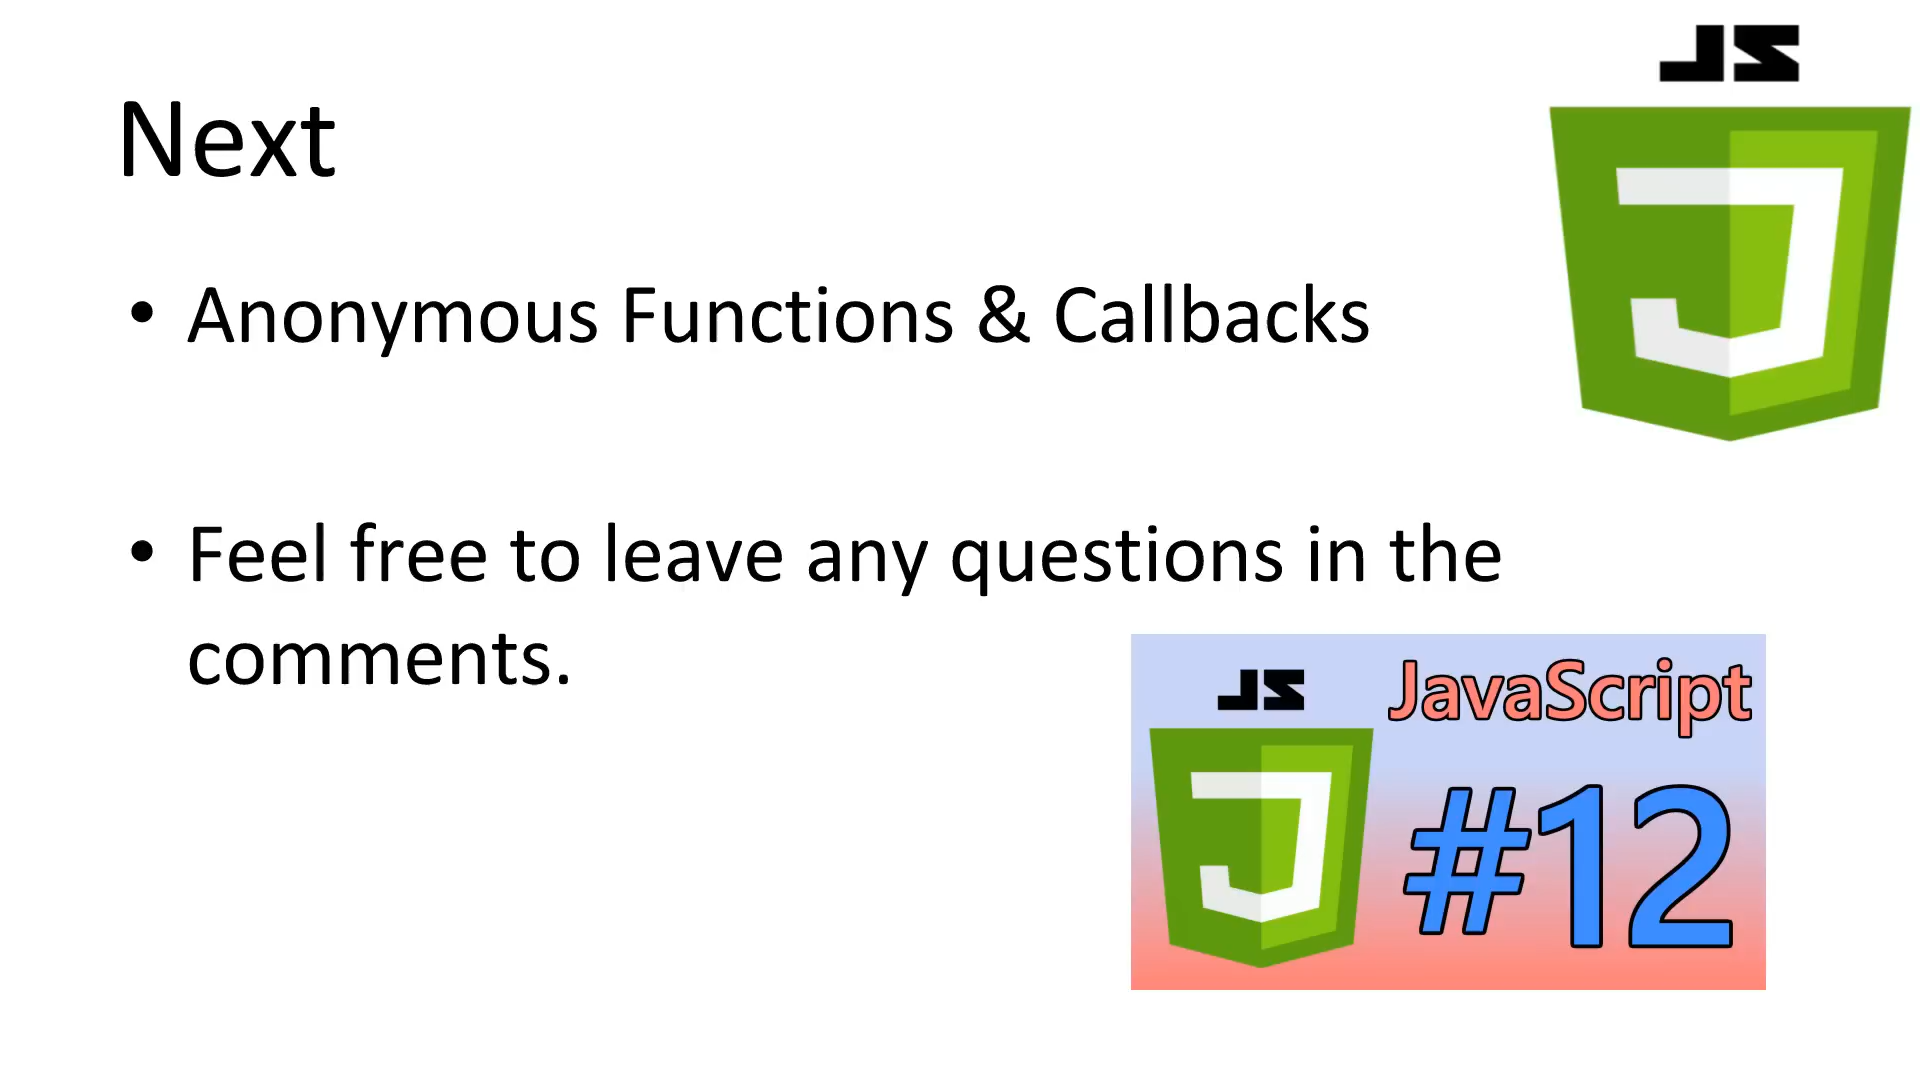 JS
Next
• Anonymous Functions & Callbacks
• Feel free to leave any questions in the
comments.
JS
JavaScript
#12